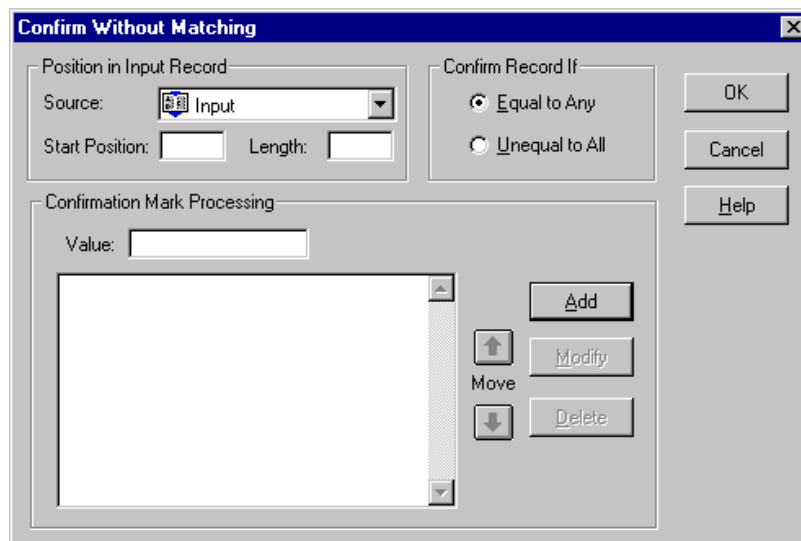 Confirm Without Matching
Position in Input Record
Source: Input
Start Position: Length:
Confirm Record If
Equal to Any
Unequal to All
OK
Cancel
Help
Confirmation Mark Processing
Value:
Add
Modify
Move
Delete